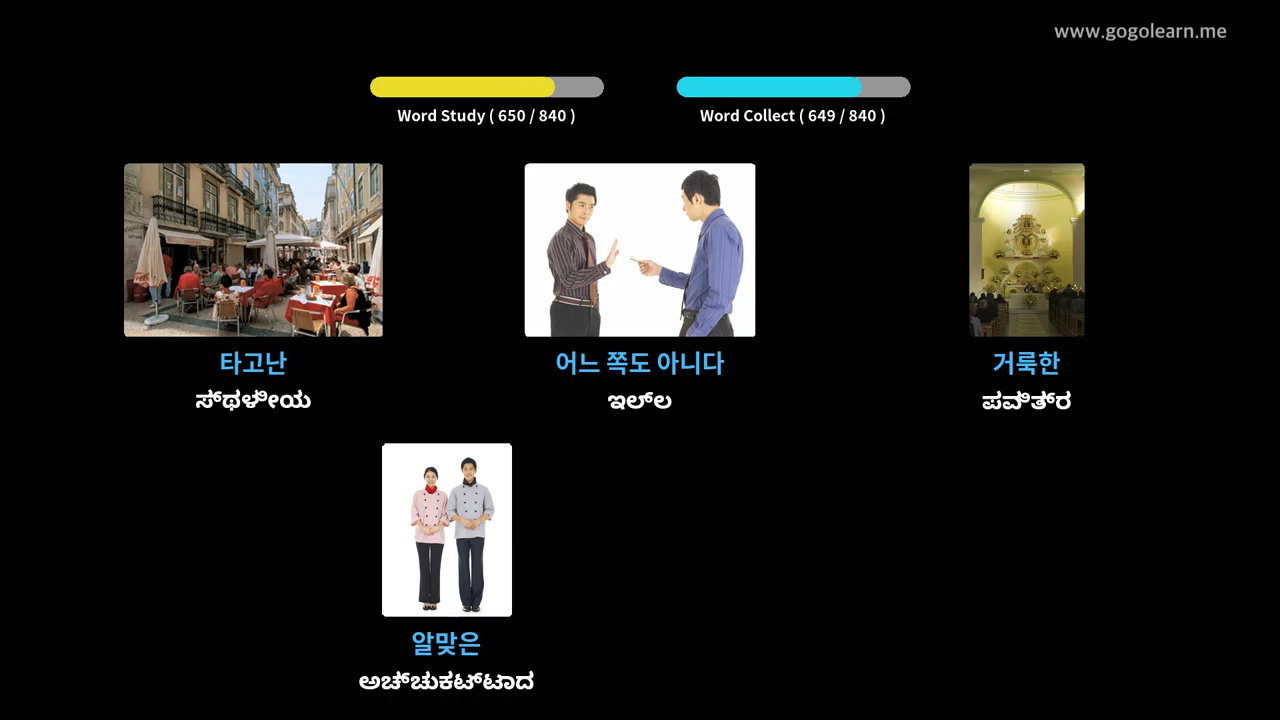 www.gogolearn.me
Word Study ( 650 / 840 )
Word Collect ( 649 / 840 )
타고난
어느 쪽도 아니다
거룩한
ಸ್ಥಳೀಯ
ಇಲ್ಲ
ಪವಿತ್ರ
알맞은
ಅಚ್ಚುಕಟ್ಟಾದ